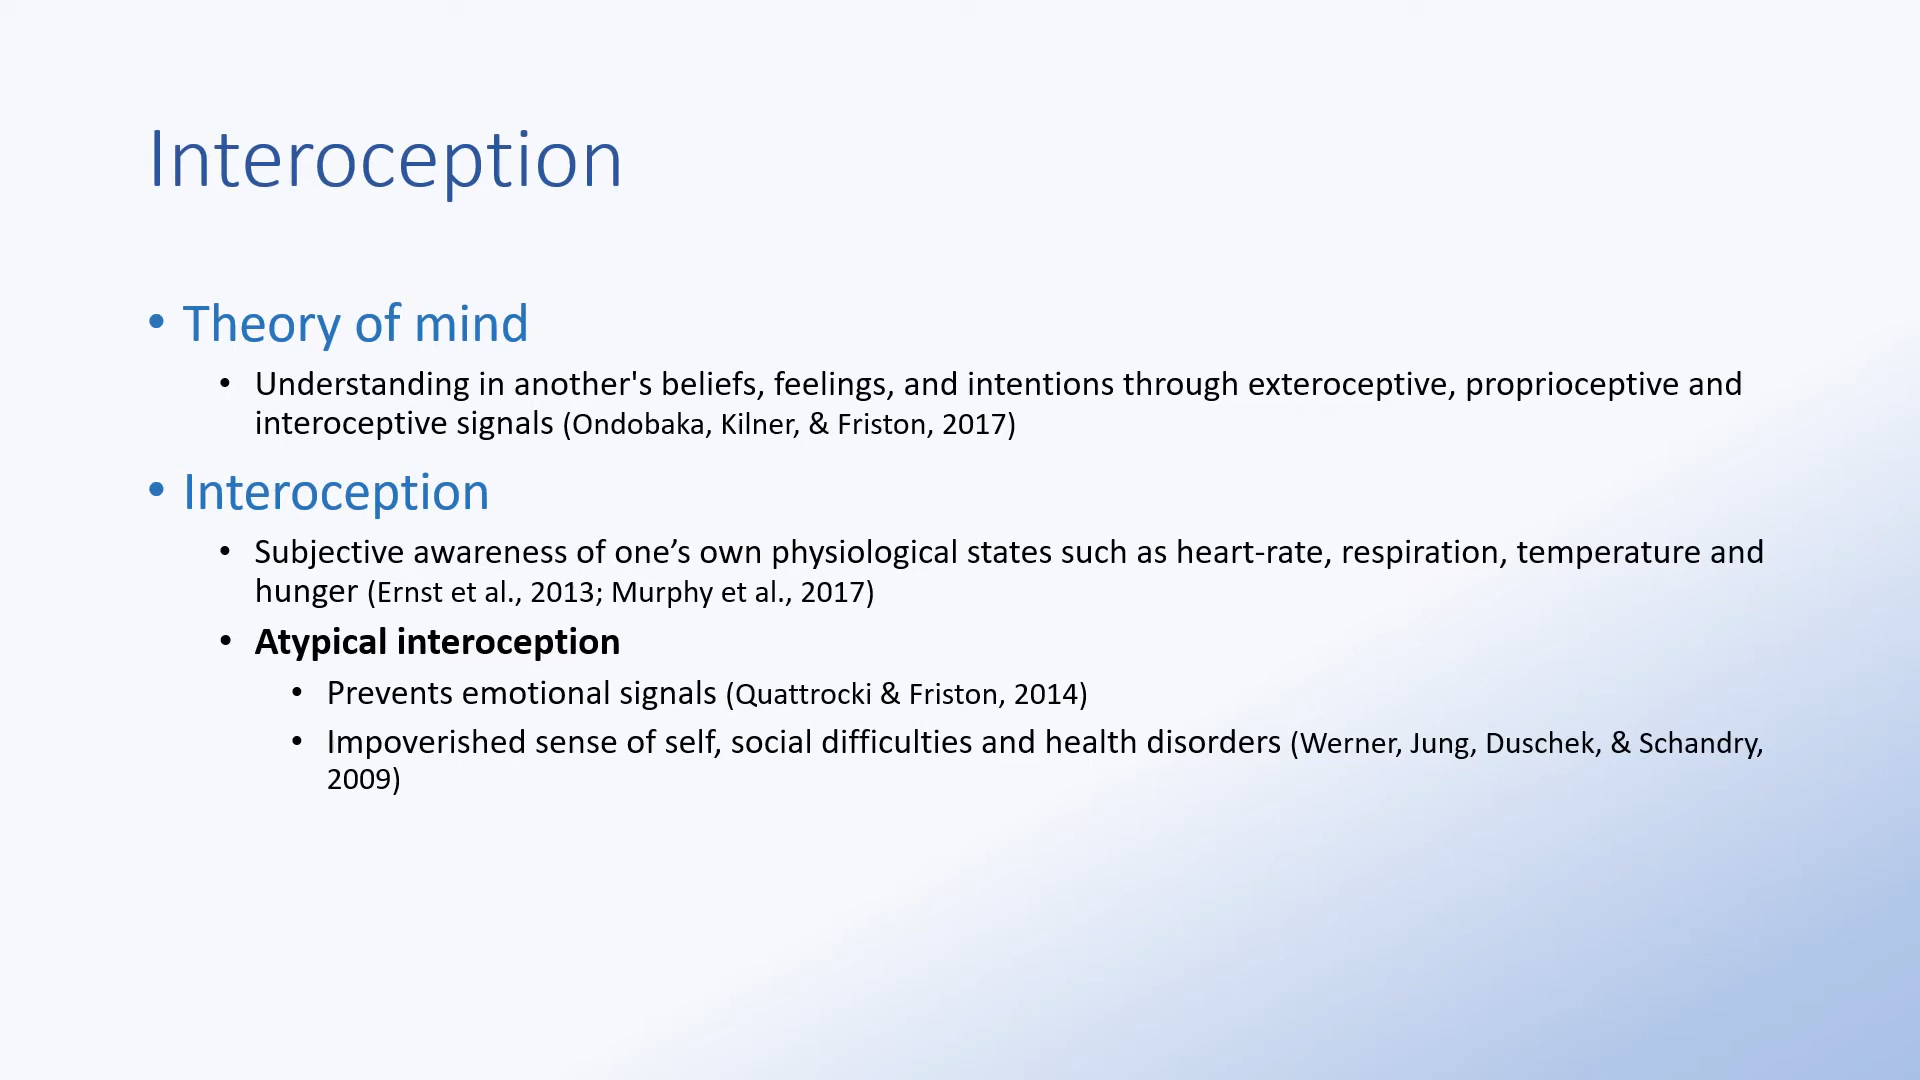 Interoception
• Theory of mind
• Understanding in another's beliefs, feelings, and intentions through exteroceptive, proprioceptive and
interoceptive signals (Ondobaka, Kilner, & Friston, 2017)
• Interoception
• Subjective awareness of one’s own physiological states such as heart-rate, respiration, temperature and
hunger (Ernst et al., 2013; Murphy et al., 2017)
• Atypical interoception
• Prevents emotional signals (Quattrocki & Friston, 2014)
• Impoverished sense of self, social difficulties and health disorders (Werner, Jung, Duschek, & Schandry,
2009)